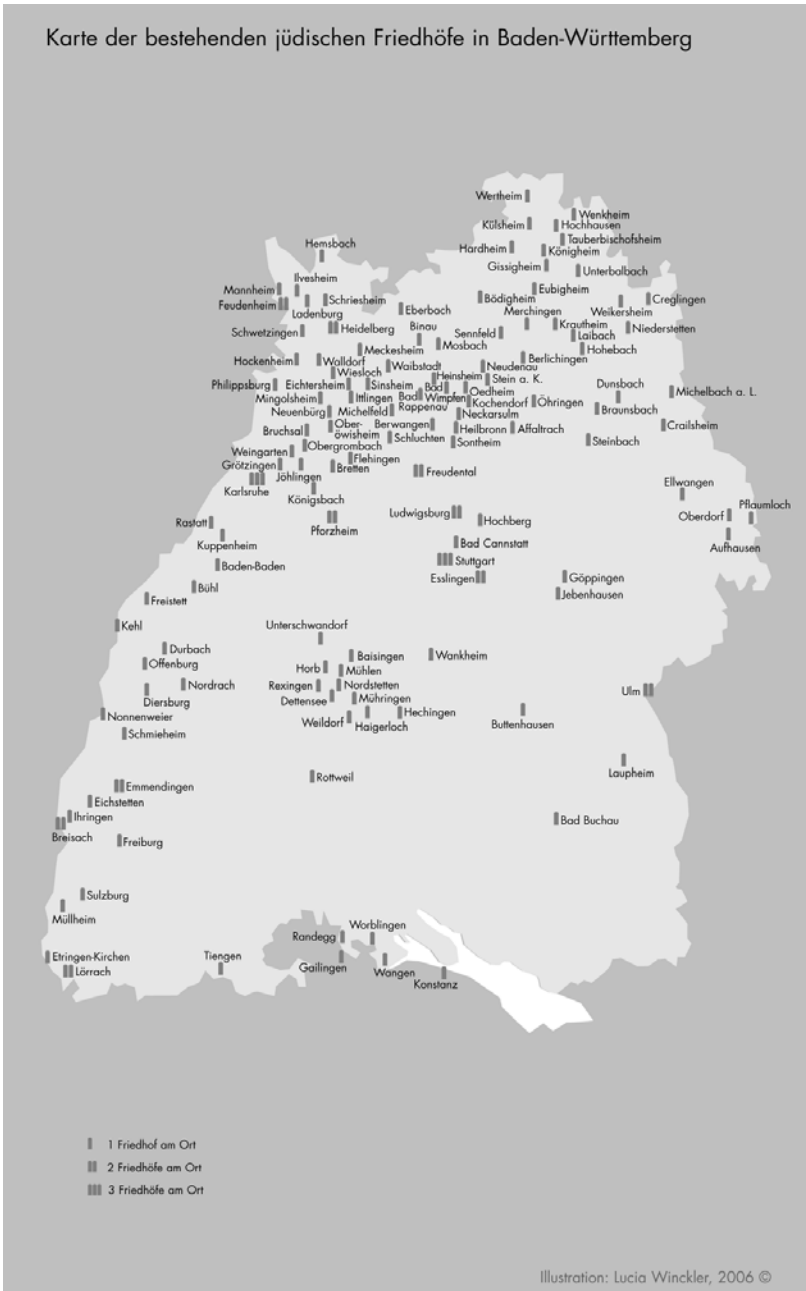 Karte der bestehenden jüdischen Friedhöfe in Baden-Württemberg
Wertheim
Wenkheim
Külsheim
Hochhausen
Tauberbischofsheim
Hemsbach
Hardheim
Königheim
Gissigheim
Unterbalbach
Ilvesheim
Mannheim
Eubigheim
Feudenheim
Schriesheim
Bödigheim
Creglingen
Ladenburg
Eberbach
Merchingen
Weikersheim
Schwetzingen
Heidelberg
Binau
Sennfeld
Krautheim
Niederstetten
Laibach
Mosbach
Meckesheim
Hohebach
Hockenheim
Walldorf
Waibstadt
Neudenau
Berlichingen
Wiesloch
Heinsheim
Stein a. K.
Philippsburg
Eichtersheim
Sinsheim
Bad
Oedheim
Dunsbach
Michelbach a. L.
Mingolsheim
Ittlingen
Bad
Wimpfen
Kochendorf
Öhringen
Neuenbürg
Michelfeld
Rappenau
Neckarsulm
Braunsbach
Bruchsal
Ober-
öwisheim
Berwangen
Heilbronn
Affaltrach
Crailsheim
Schluchten
Sontheim
Steinbach
Weingarten
Obergrombach
Flehingen
Grötzingen
Jöhlingen
Bretten
Freudental
Karlsruhe
Königsbach
Ellwangen
Pforzheim
Ludwigsburg
Hochberg
Oberdorf
Pflaumloch
Rastatt
Kuppenheim
Bad Cannstatt
Aufhausen
Baden-Baden
Stuttgart
Esslingen
Göppingen
Bühl
Jebenhausen
Freistett
Kehl
Unterschwandorf
Durbach
Baisingen
Wankheim
Offenburg
Horb
Mühlen
Nordrach
Rexingen
Nordstetten
Ulm
Diersburg
Dettensee
Mühringen
Nonnenweier
Weildorf
Haigerloch
Hechingen
Buttenhausen
Schmieheim
Rottweil
Laupheim
Emmendingen
Eichstetten
Ihringen
Bad Buchau
Breisach
Freiburg
Sulzburg
Müllheim
Worblingen
Randegg
Etringen-Kirchen
Tiengen
Gailingen
Wangen
Lörrach
Konstanz
1 Friedhof am Ort
2 Friedhöfe am Ort
3 Friedhöfe am Ort
Illustration: Lucia Winckler, 2006 ©